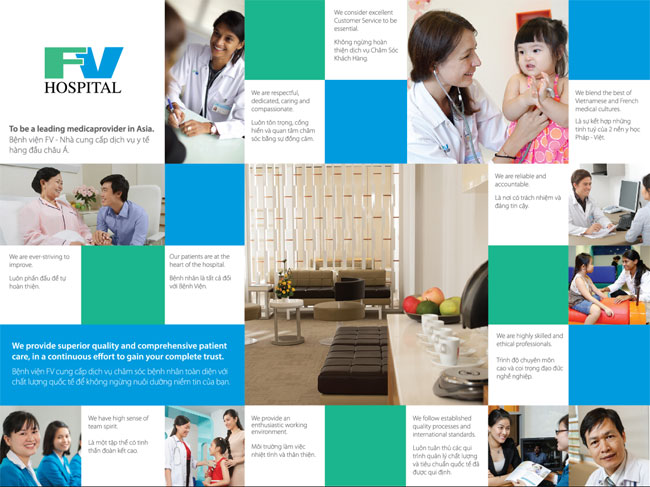 FV
HOSPITAL
To be a leading medicaprovider in Asia.
Bệnh viện FV - Nhà cung cấp dịch vụ y tế
hàng đầu châu Á.
We consider excellent
Customer Service to be
essential.
Không ngừng hoàn
thiện dịch vụ Chăm Sóc
Khách Hàng.
We are respectful,
dedicated, caring and
compassionate.
Luôn tôn trọng, cống
hiến và quan tâm chăm
sóc bằng sự đồng cảm.
We blend the best of
Vietnamese and French
medical cultures.
Là sự kết hợp những
tinh tuý của 2 nền y học
Pháp - Việt.
We are reliable and
accountable.
Là nơi có trách nhiệm và
đáng tin cậy.
We are ever-striving to
improve.
Luôn phấn đấu để tự
hoàn thiện.
Our patients are at the
heart of the hospital.
Bệnh nhân là tất cả đối
với Bệnh Viện.
We provide superior quality and comprehensive patient
care, in a continuous effort to gain your complete trust.
Bệnh viện FV cung cấp dịch vụ chăm sóc bệnh nhân toàn diện với
chất lượng quốc tế để không ngừng nuôi dưỡng niềm tin của bạn.
We are highly skilled and
ethical professionals.
Trình độ chuyên môn
cao và coi trọng đạo đức
nghề nghiệp.
We have high sense of
team spirit.
Là một tập thể có tinh
thần đoàn kết cao.
We provide an
enthusiastic working
environment.
Môi trường làm việc
nhiệt tình và thân thiện.
We follow established
quality processes and
international standards.
Luôn tuân thủ các qui
trình quản lý chất lượng
và tiêu chuẩn quốc tế đã
được qui định.